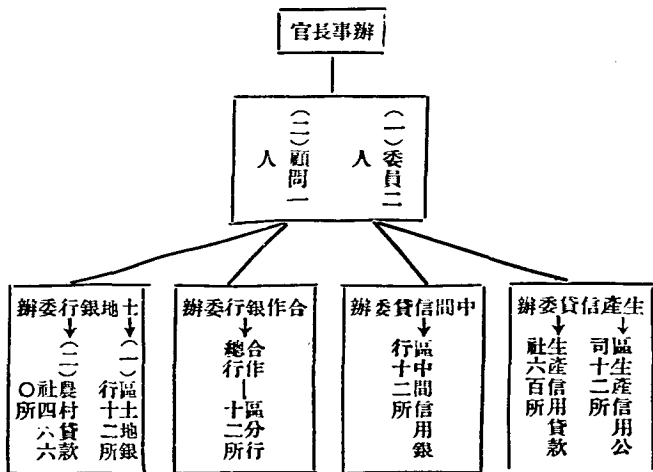 辦事長官
(一)委員二
人
(二)顧問一
人
生產信貸委辦
區生產信用公
司十二所
生產信用貸款
社六百所
中間信貸委辦
區中間信用銀
行十二所
合作銀行委辦
合作—區分行
總行 十二所
土地銀行委辦
(一)區土地銀
行十二所
(二)農村貸款
社四六六
〇所